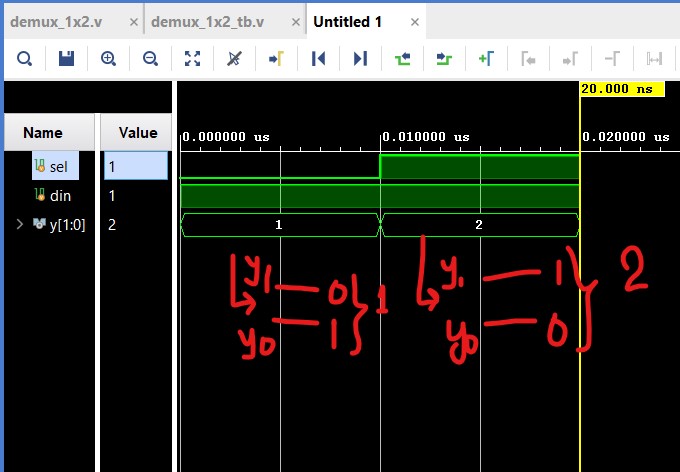 demux_1x2.v × demux_1x2_tb.v × Untitled 1 ×
20.000 ns
Name Value
0.000000 us 0.010000 us 0.020000 us
sel 1
din 1
y[1:0] 2 1 2
y1 — 0 } 1 y1 — 1 } 2
y0 — 1 y0 — 0